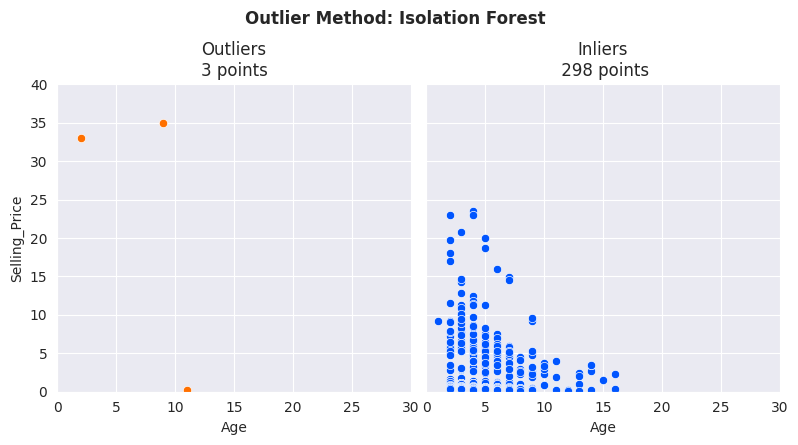 Outlier Method: Isolation Forest
Outliers
3 points
Inliers
298 points
40
35
30
25
20
15
10
5
0
Selling_Price
0 5 10 15 20 25 30
0 5 10 15 20 25 30
Age
Age